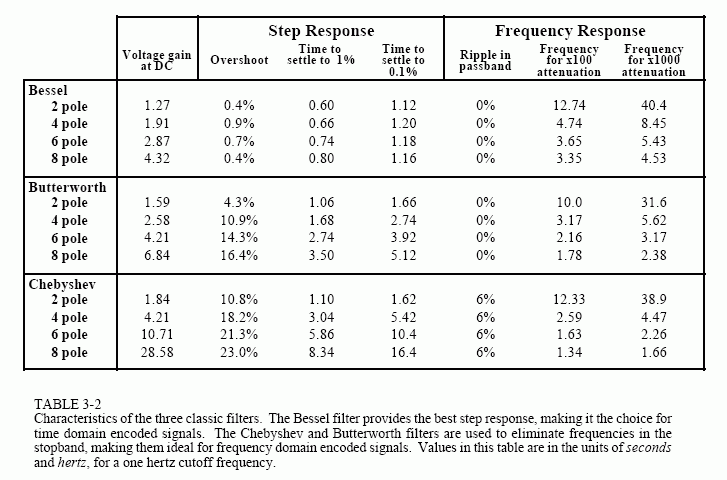 Step Response Frequency Response
Voltage gain at DC Overshoot Time to settle to 1% Time to settle to 0.1% Ripple in passband Frequency for x100 attenuation Frequency for x1000 attenuation
Bessel
2 pole 1.27 0.4% 0.60 1.12 0% 12.74 40.4
4 pole 1.91 0.9% 0.66 1.20 0% 4.74 8.45
6 pole 2.87 0.7% 0.74 1.18 0% 3.65 5.43
8 pole 4.32 0.4% 0.80 1.16 0% 3.35 4.53
Butterworth
2 pole 1.59 4.3% 1.06 1.66 0% 10.0 31.6
4 pole 2.58 10.9% 1.68 2.74 0% 3.17 5.62
6 pole 4.21 14.3% 2.74 3.92 0% 2.16 3.17
8 pole 6.84 16.4% 3.50 5.12 0% 1.78 2.38
Chebyshev
2 pole 1.84 10.8% 1.10 1.62 6% 12.33 38.9
4 pole 4.21 18.2% 3.04 5.42 6% 2.59 4.47
6 pole 10.71 21.3% 5.86 10.4 6% 1.63 2.26
8 pole 28.58 23.0% 8.34 16.4 6% 1.34 1.66
TABLE 3-2
Characteristics of the three classic filters. The Bessel filter provides the best step response, making it the choice for
time domain encoded signals. The Chebyshev and Butterworth filters are used to eliminate frequencies in the
stopband, making them ideal for frequency domain encoded signals. Values in this table are in the units of seconds
and hertz, for a one hertz cutoff frequency.